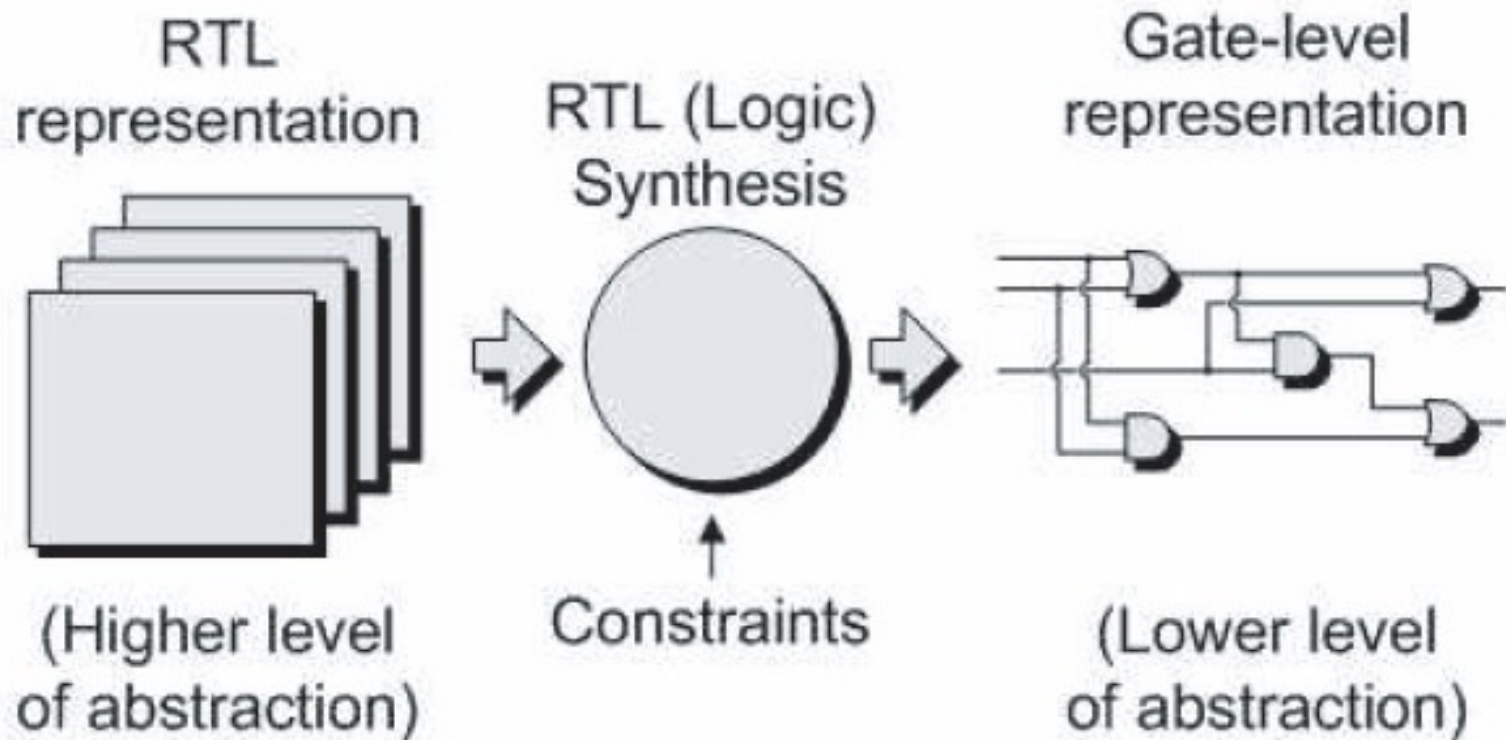 RTL
representation
RTL (Logic)
Synthesis
Gate-level
representation
(Higher level
of abstraction)
Constraints
(Lower level
of abstraction)